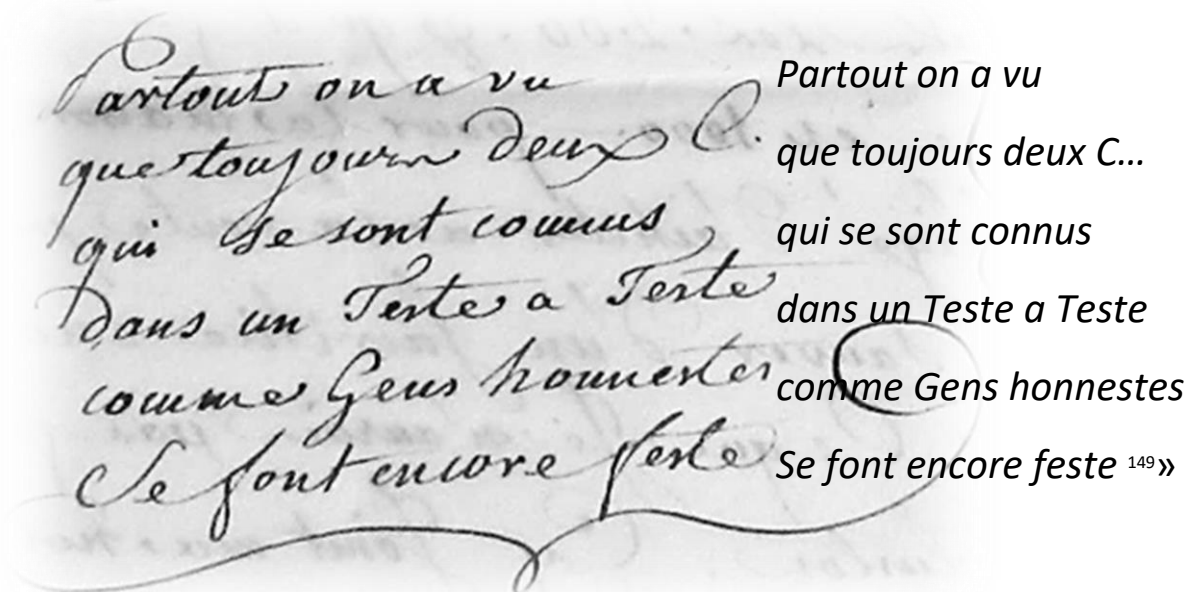 Partout on a vu
que toujours deux C.
qui se sont connus
dans un Teste a Teste
comme Gens honnestes
Se font encore feste
Partout on a vu
que toujours deux C…
qui se sont connus
dans un Teste a Teste
comme Gens honnestes
Se font encore feste 149»